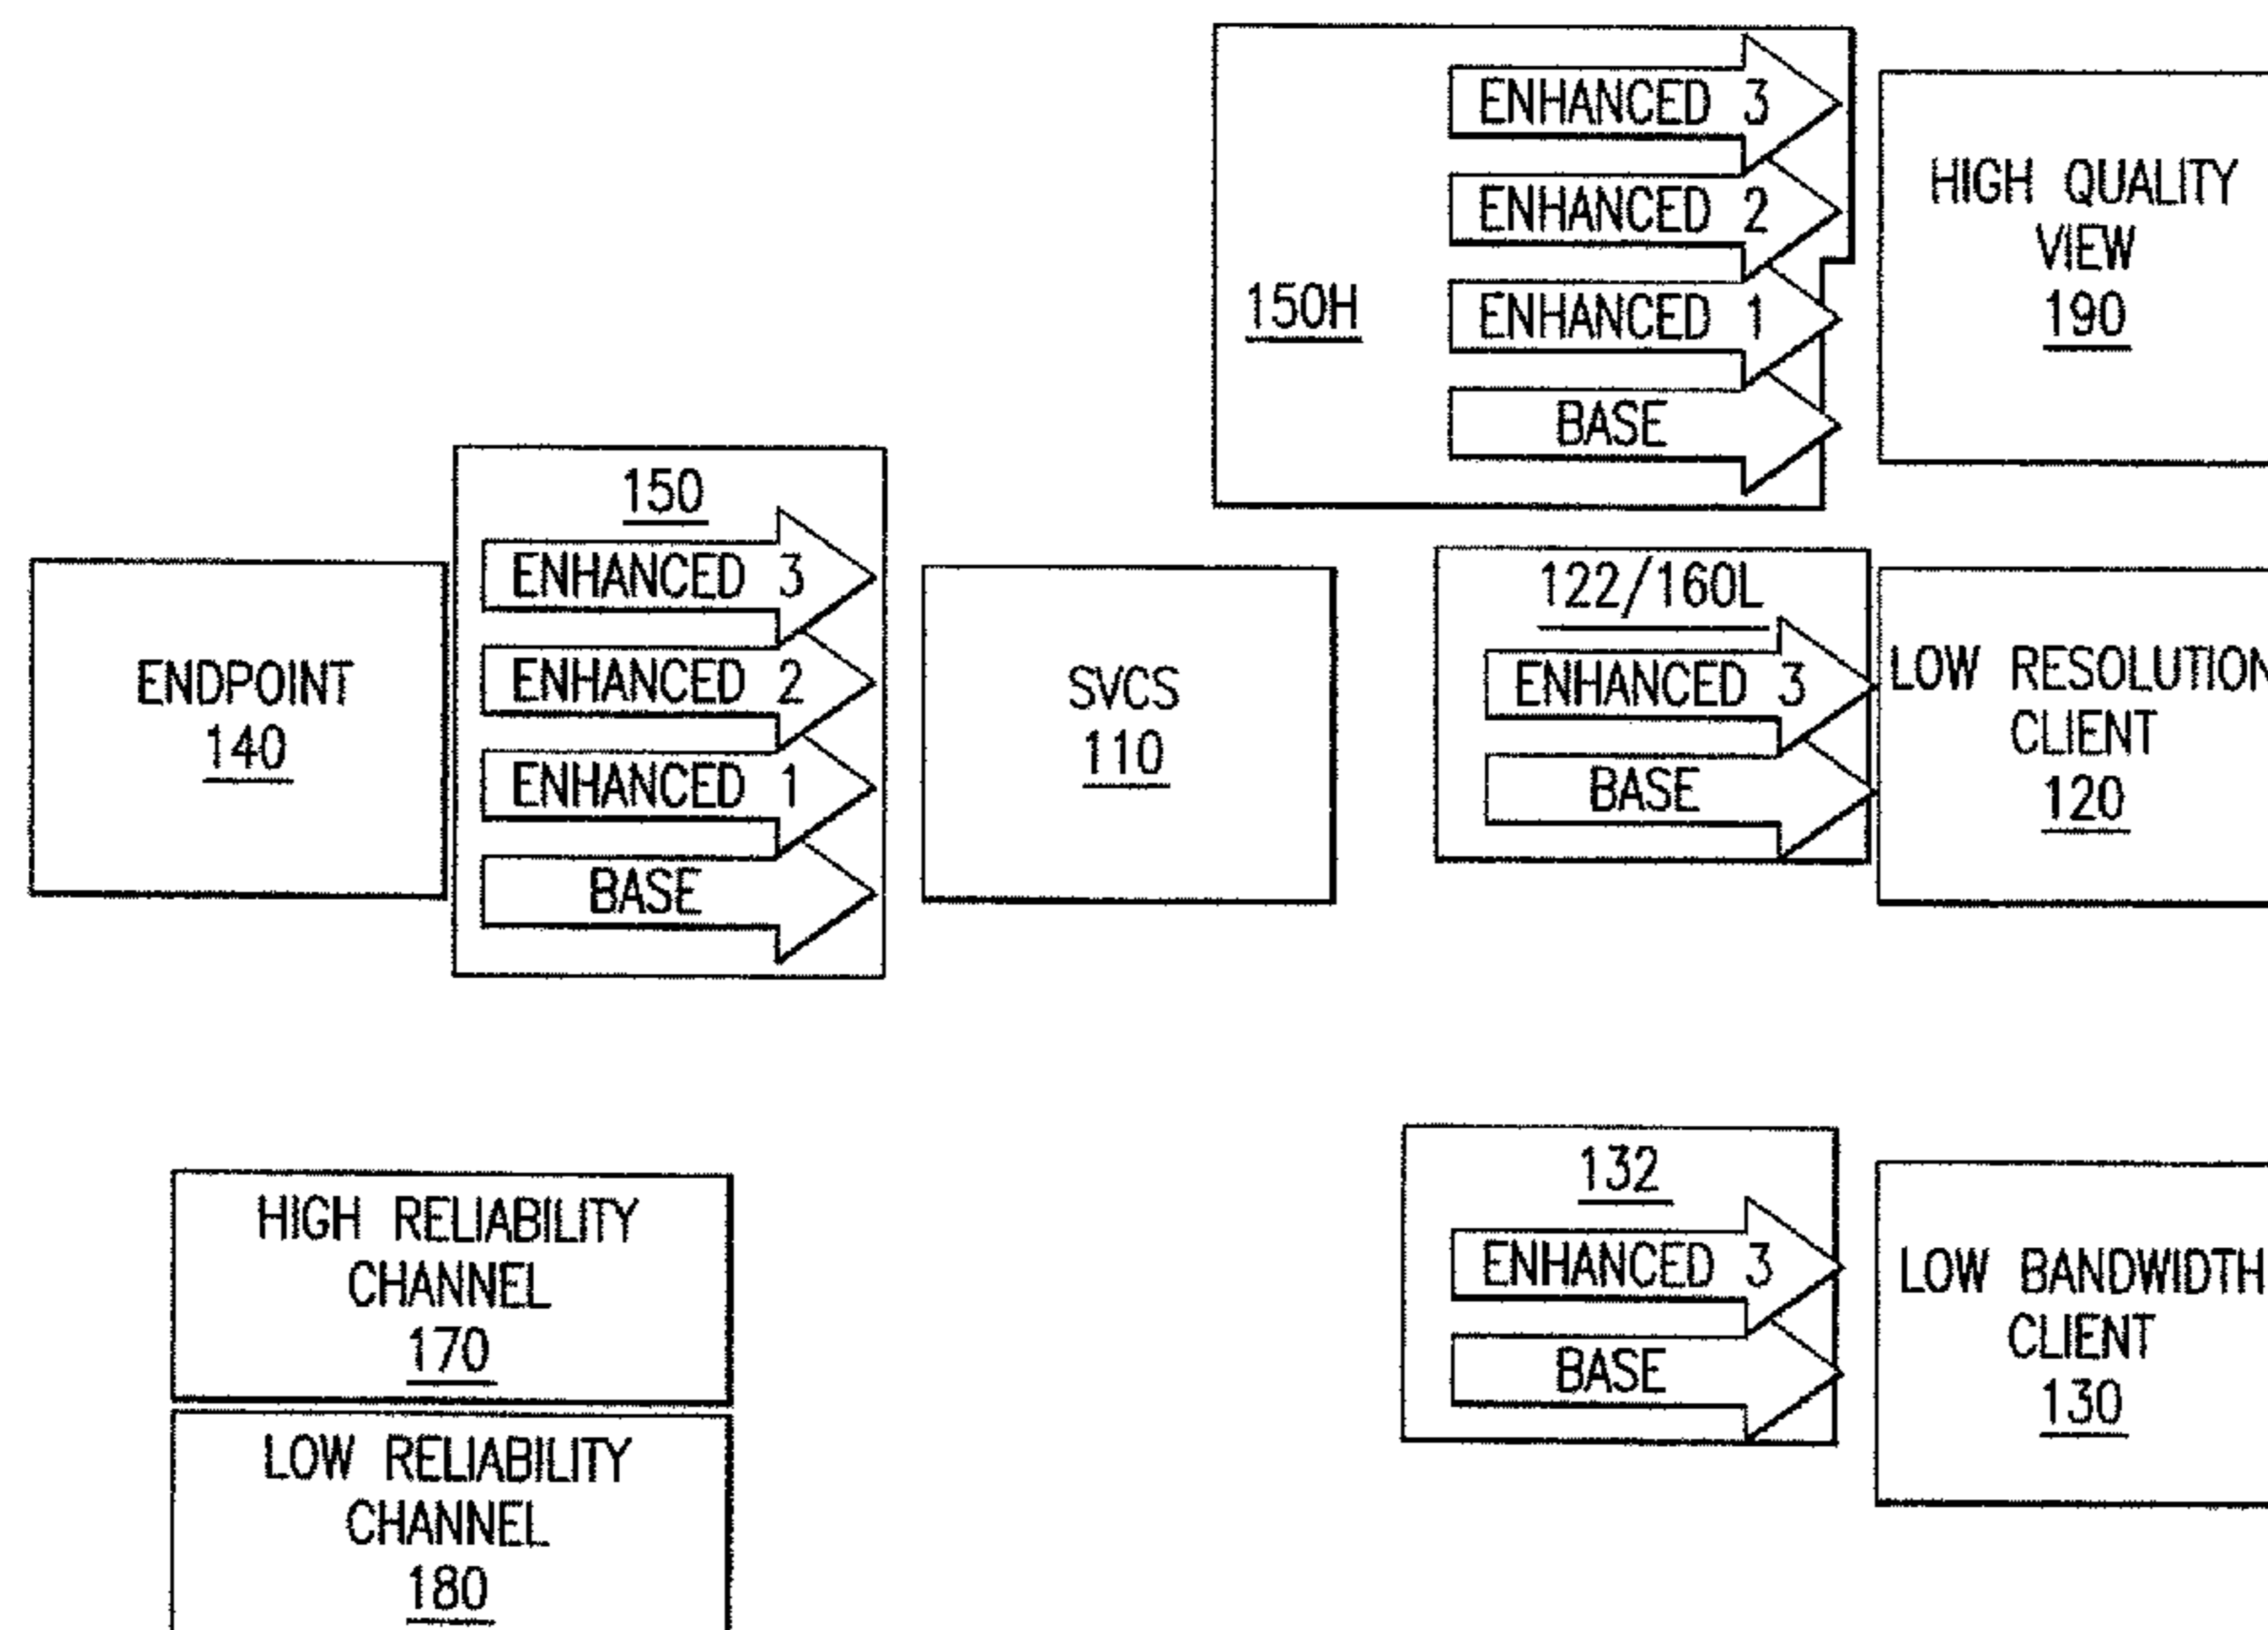 ENHANCED 3
ENHANCED 2
150H
ENHANCED 1
BASE
HIGH QUALITY
VIEW
190
ENDPOINT
140
150
ENHANCED 3
ENHANCED 2
ENHANCED 1
BASE
SVCS
110
122/160L
ENHANCED 3
BASE
LOW RESOLUTION
CLIENT
120
HIGH RELIABILITY
CHANNEL
170
LOW RELIABILITY
CHANNEL
180
132
ENHANCED 3
BASE
LOW BANDWIDTH
CLIENT
130